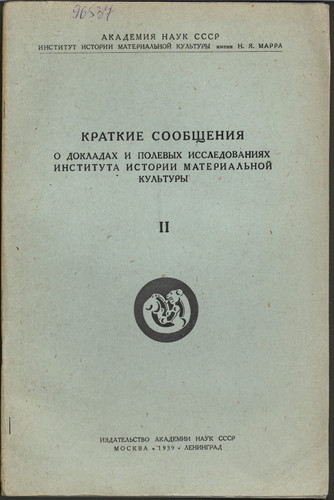 96537
АКАДЕМИЯ НАУК СССР
ИНСТИТУТ ИСТОРИИ МАТЕРИАЛЬНОЙ КУЛЬТУРЫ имени Н. Я. МАРРА
КРАТКИЕ СООБЩЕНИЯ
О ДОКЛАДАХ И ПОЛЕВЫХ ИССЛЕДОВАНИЯХ
ИНСТИТУТА ИСТОРИИ МАТЕРИАЛЬНОЙ
КУЛЬТУРЫ
II
ИЗДАТЕЛЬСТВО АКАДЕМИИ НАУК СССР
МОСКВА • 1939 • ЛЕНИНГРАД